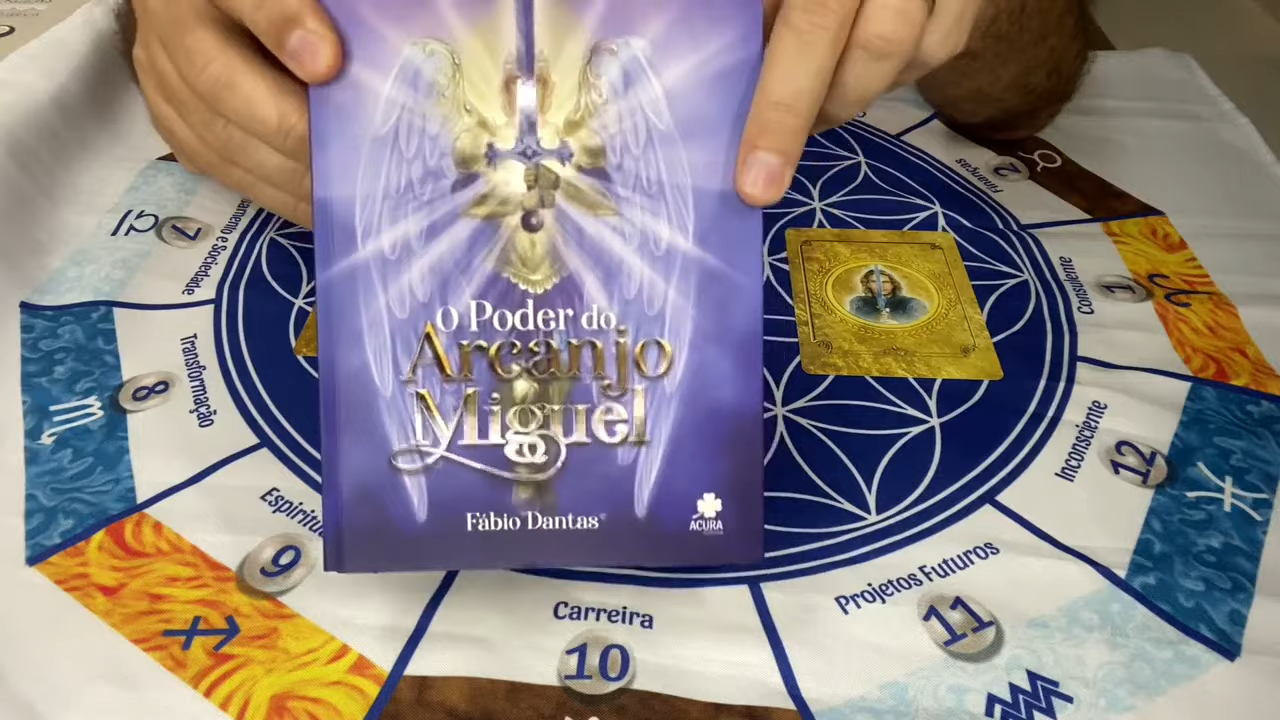 O Poder do
Arcanjo
Miguel
Fábio Dantas
ACURA
2
Finanças
1
Consulente
12
Inconsciente
11
Projetos Futuros
10
Carreira
9
8
Transformação
7
e Sociedade